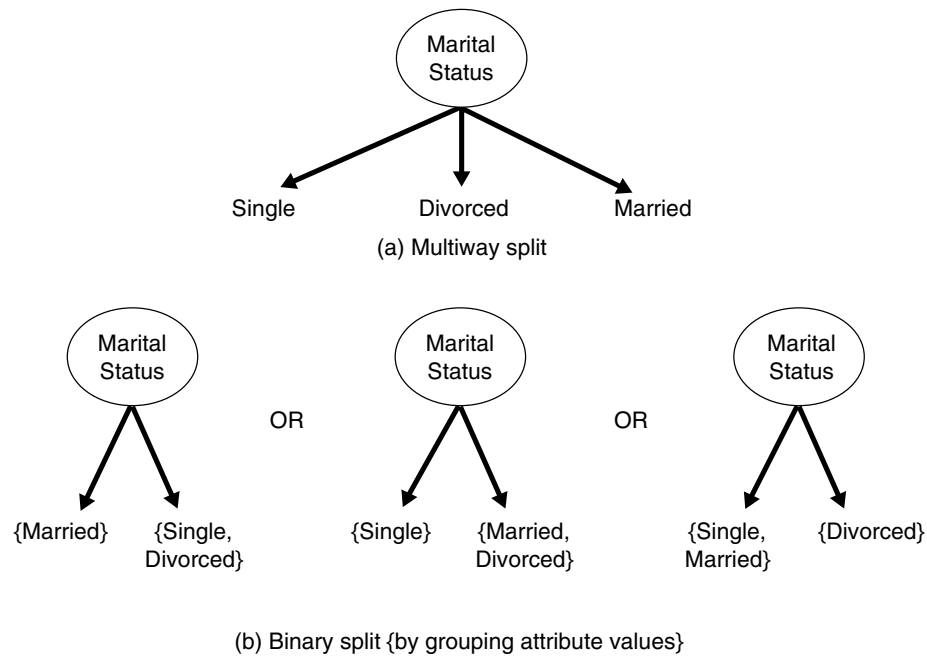 Marital
Status
Single
Divorced
Married
(a) Multiway split
Marital
Status
{Married}
{Single,
Divorced}
OR
Marital
Status
{Single}
{Married,
Divorced}
OR
Marital
Status
{Single,
Married}
{Divorced}
(b) Binary split {by grouping attribute values}